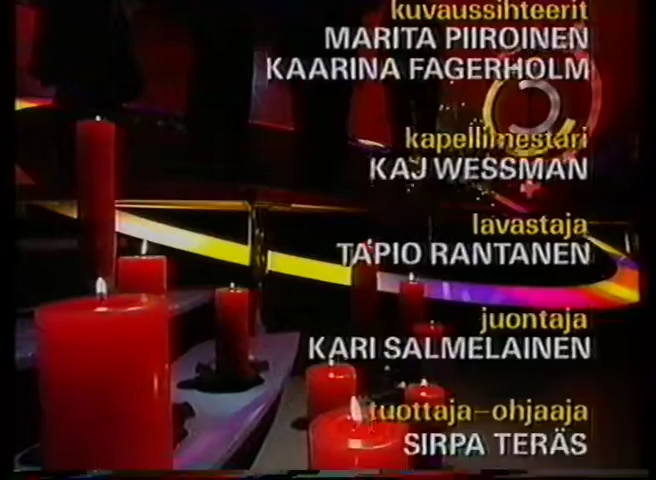 kuvaussihteerit
MARITA PIIROINEN
KAARINA FAGERHOLM
kapellimestari
KAJ WESSMAN
lavastaja
TAPIO RANTANEN
juontaja
KARI SALMELAINEN
tuottaja-ohjaaja
SIRPA TERÄS